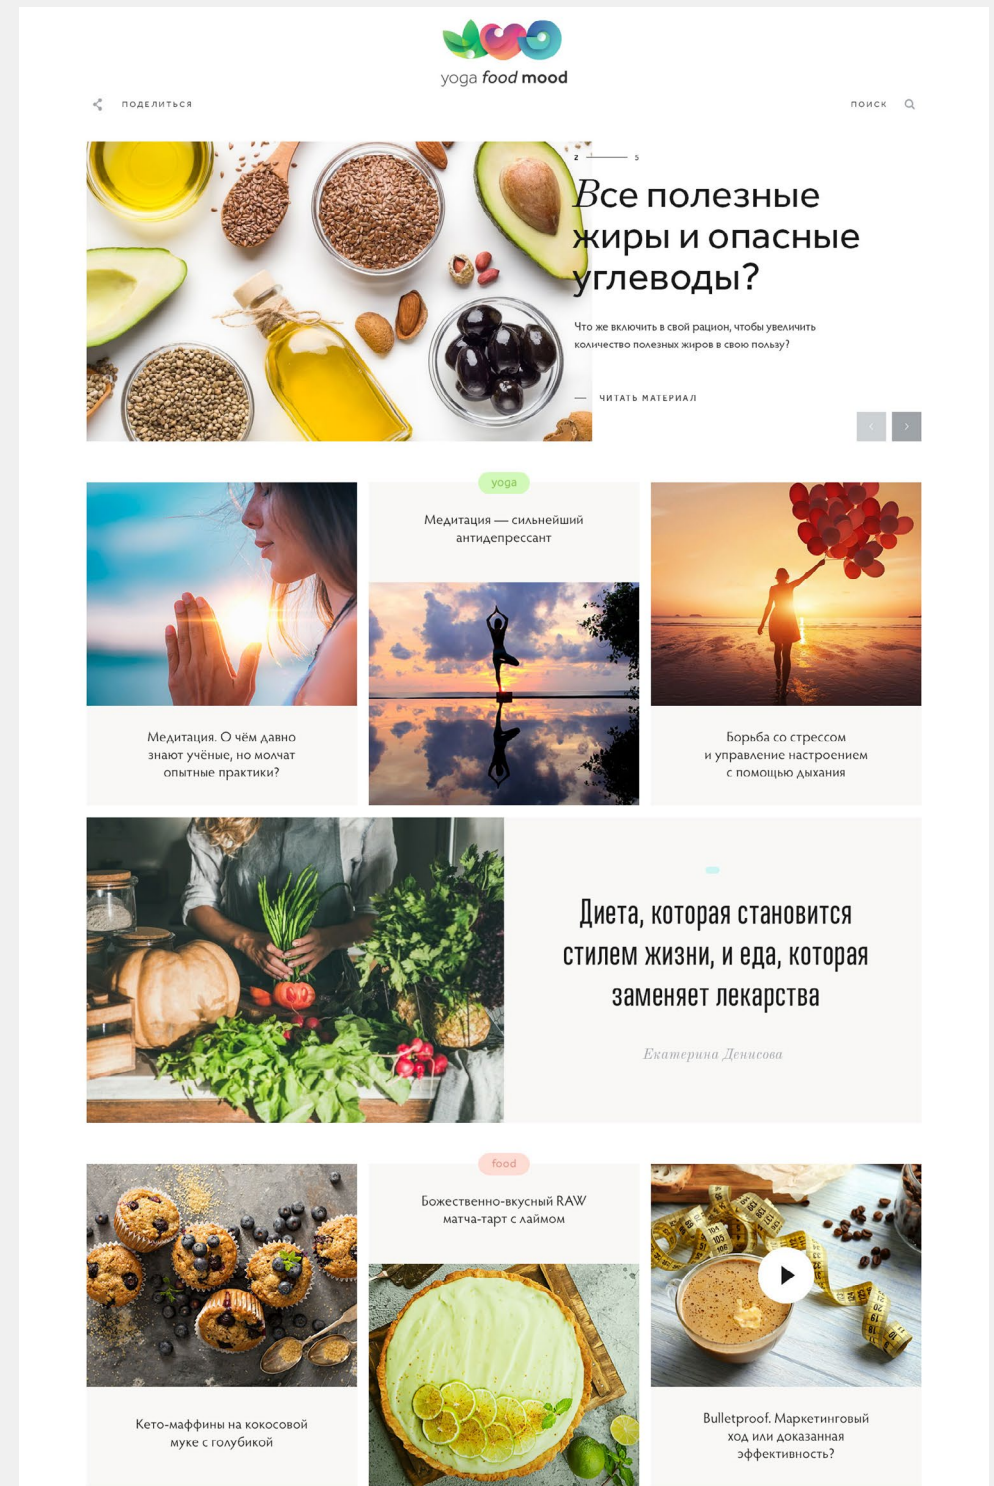 yoga food mood
ПОДЕЛИТЬСЯ
ПОИСК
2
5
Все полезные
жиры и опасные
углеводы?
Что же включить в свой рацион, чтобы увеличить
количество полезных жиров в свою пользу?
ЧИТАТЬ МАТЕРИАЛ
yoga
Медитация — сильнейший
антидепрессант
Медитация. О чём давно
знают учёные, но молчат
опытные практики?
Борьба со стрессом
и управление настроением
с помощью дыхания
Диета, которая становится
стилем жизни, и еда, которая
заменяет лекарства
Екатерина Денисова
food
Божественно-вкусный RAW
матча-тарт с лаймом
Кето-маффины на кокосовой
муке с голубикой
Bulletproof. Маркетинговый
ход или доказанная
эффективность?